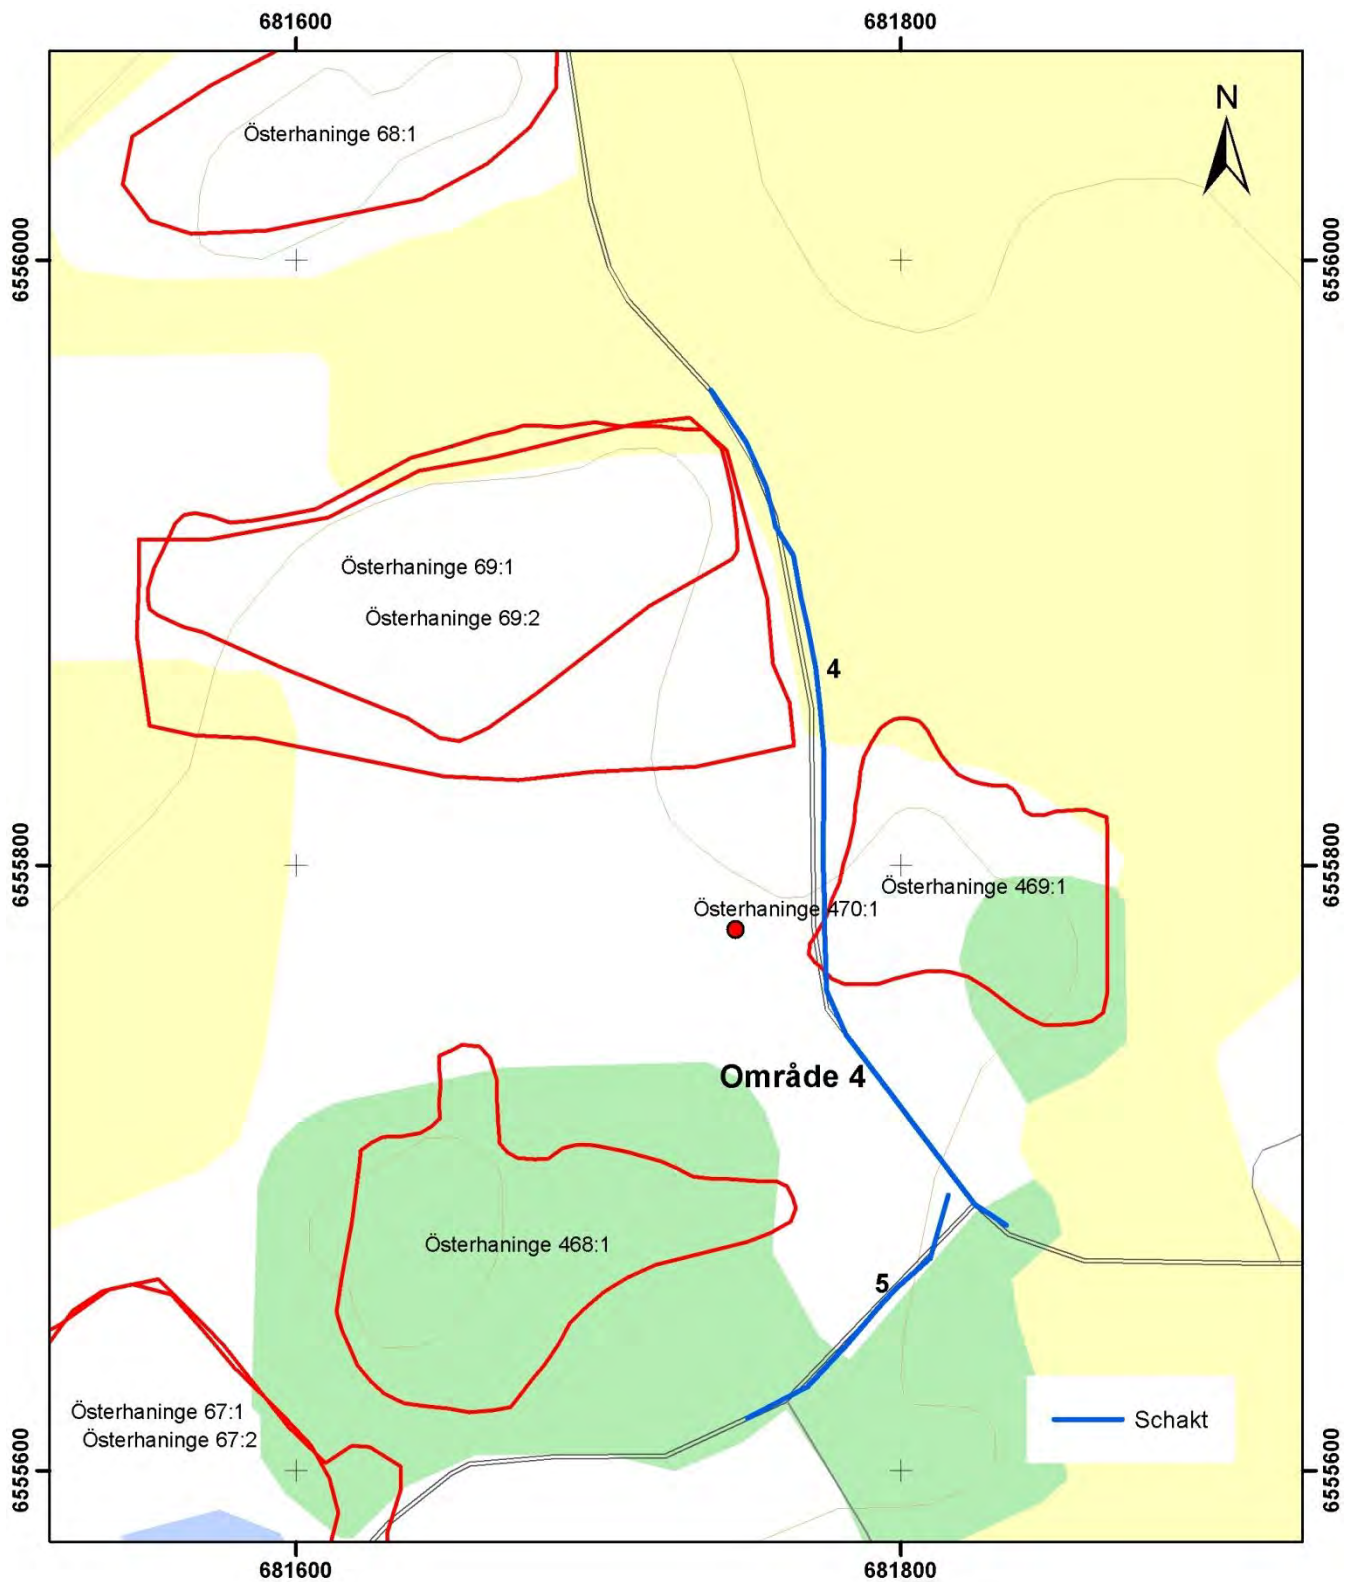 681600
681800
N
Österhaninge 68:1
6556000
6556000
Österhaninge 69:1
Österhaninge 69:2
4
6555800
6555800
Österhaninge 469:1
Österhaninge 470:1
Område 4
Österhaninge 468:1
5
Österhaninge 67:1
Österhaninge 67:2
Schakt
6555600
6555600
681600
681800